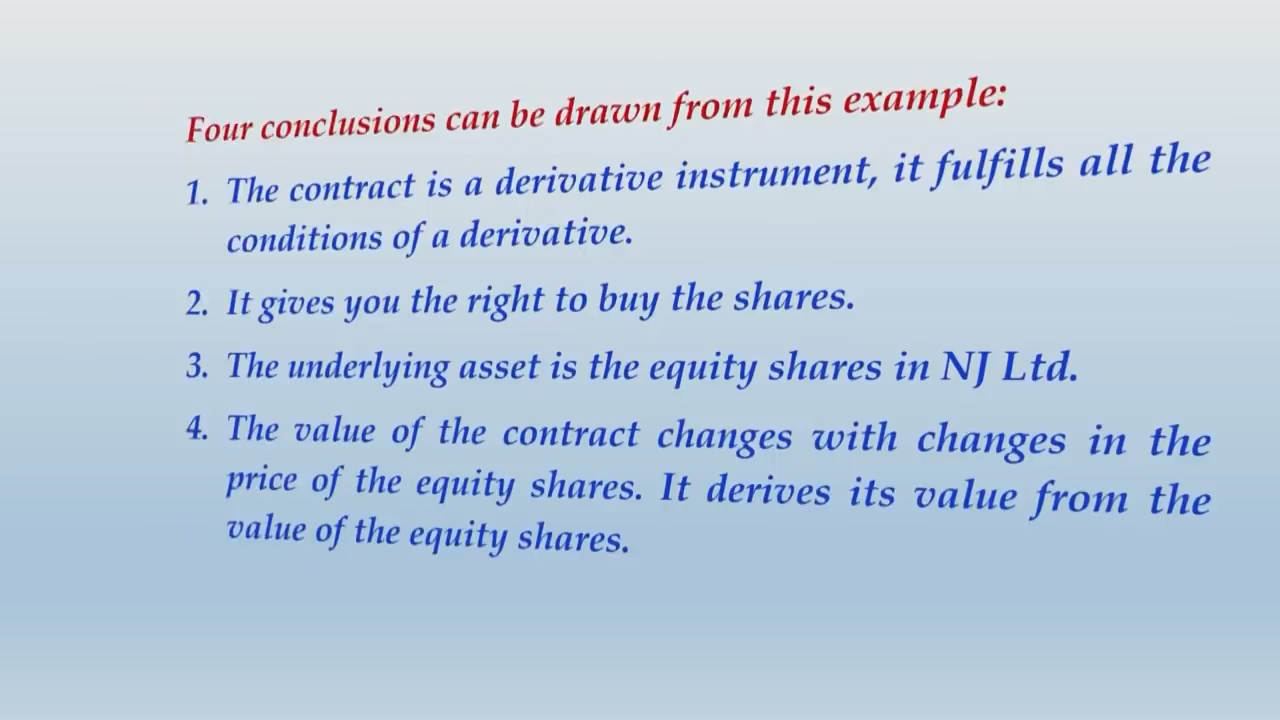 Four conclusions can be drawn from this example:
1. The contract is a derivative instrument, it fulfills all the
conditions of a derivative.
2. It gives you the right to buy the shares.
3. The underlying asset is the equity shares in NJ Ltd.
4. The value of the contract changes with changes in the
price of the equity shares. It derives its value from the
value of the equity shares.